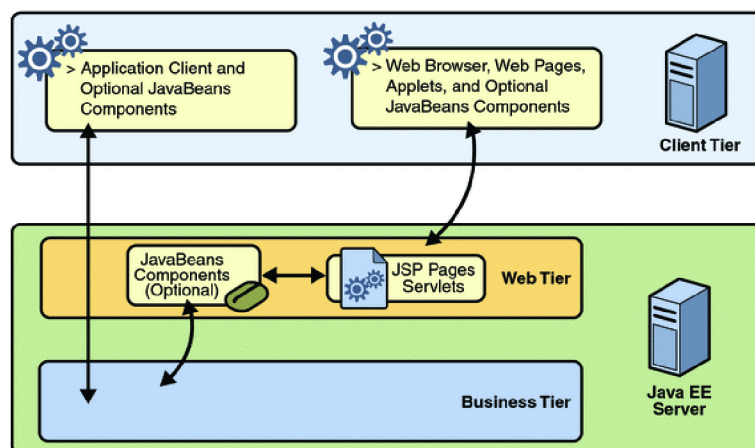 > Application Client and
Optional JavaBeans
Components
> Web Browser, Web Pages,
Applets, and Optional
JavaBeans Components
Client Tier
JavaBeans
Components
(Optional)
JSP Pages
Servlets
Web Tier
Business Tier
Java EE
Server